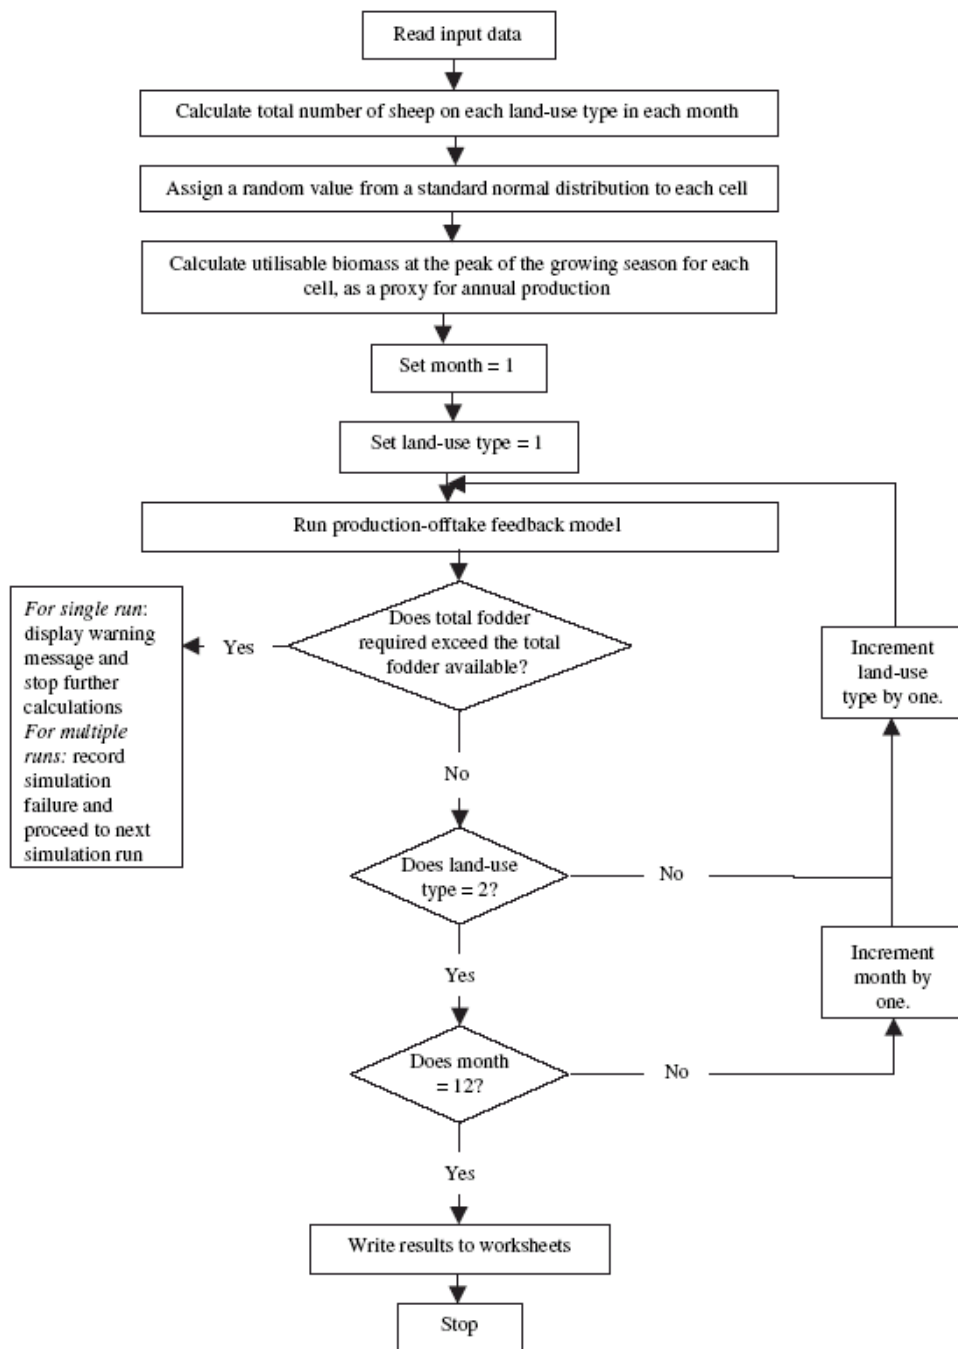 Read input data
Calculate total number of sheep on each land-use type in each month
Assign a random value from a standard normal distribution to each cell
Calculate utilisable biomass at the peak of the growing season for each
cell, as a proxy for annual production
Set month = 1
Set land-use type = 1
Run production-offtake feedback model
Does total fodder
required exceed the total
fodder available?
Yes
For single run:
display warning
message and
stop further
calculations
For multiple
runs: record
simulation
failure and
proceed to next
simulation run
Increment
land-use
type by one.
No
Does land-use
type = 2?
No
Increment
month by
one.
Yes
Does month
= 12?
No
Yes
Write results to worksheets
Stop